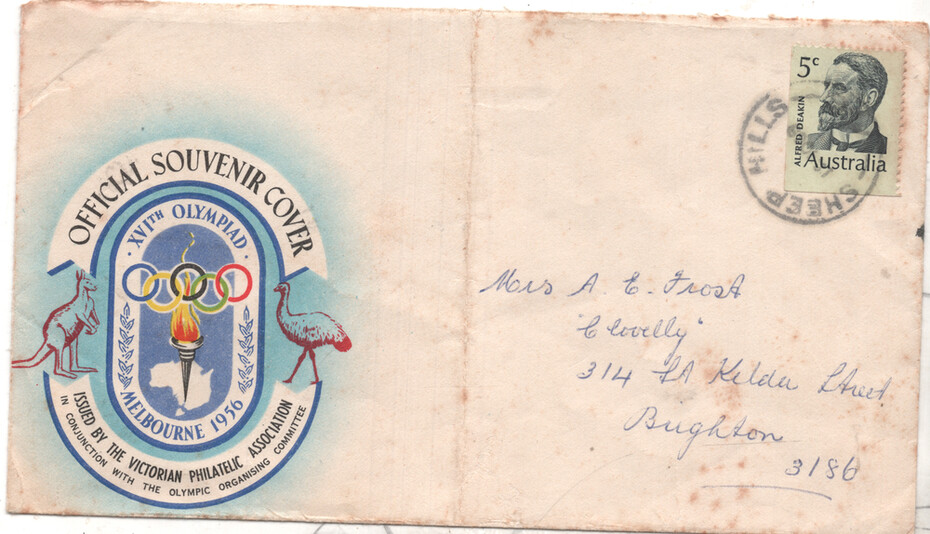 OFFICIAL SOUVENIR COVER
· XVITH OLYMPIAD ·
MELBOURNE 1956
ISSUED BY THE VICTORIAN PHILATELIC ASSOCIATION
IN CONJUNCTION WITH THE OLYMPIC ORGANISING COMMITTEE
5c
ALFRED DEAKIN
Australia
SHEEP HILLS
Mrs A. E. Frost
"Clovelly"
314 St Kilda Street
Brighton
3186